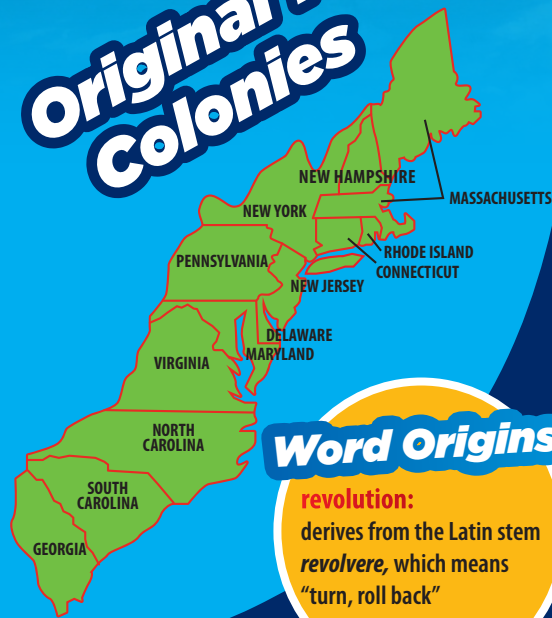 Original
Colonies
NEW HAMPSHIRE
MASSACHUSETTS
NEW YORK
RHODE ISLAND
PENNSYLVANIA
CONNECTICUT
NEW JERSEY
DELAWARE
MARYLAND
VIRGINIA
NORTH
CAROLINA
SOUTH
CAROLINA
GEORGIA
Word Origins
revolution:
derives from the Latin stem
revolvere, which means
“turn, roll back”